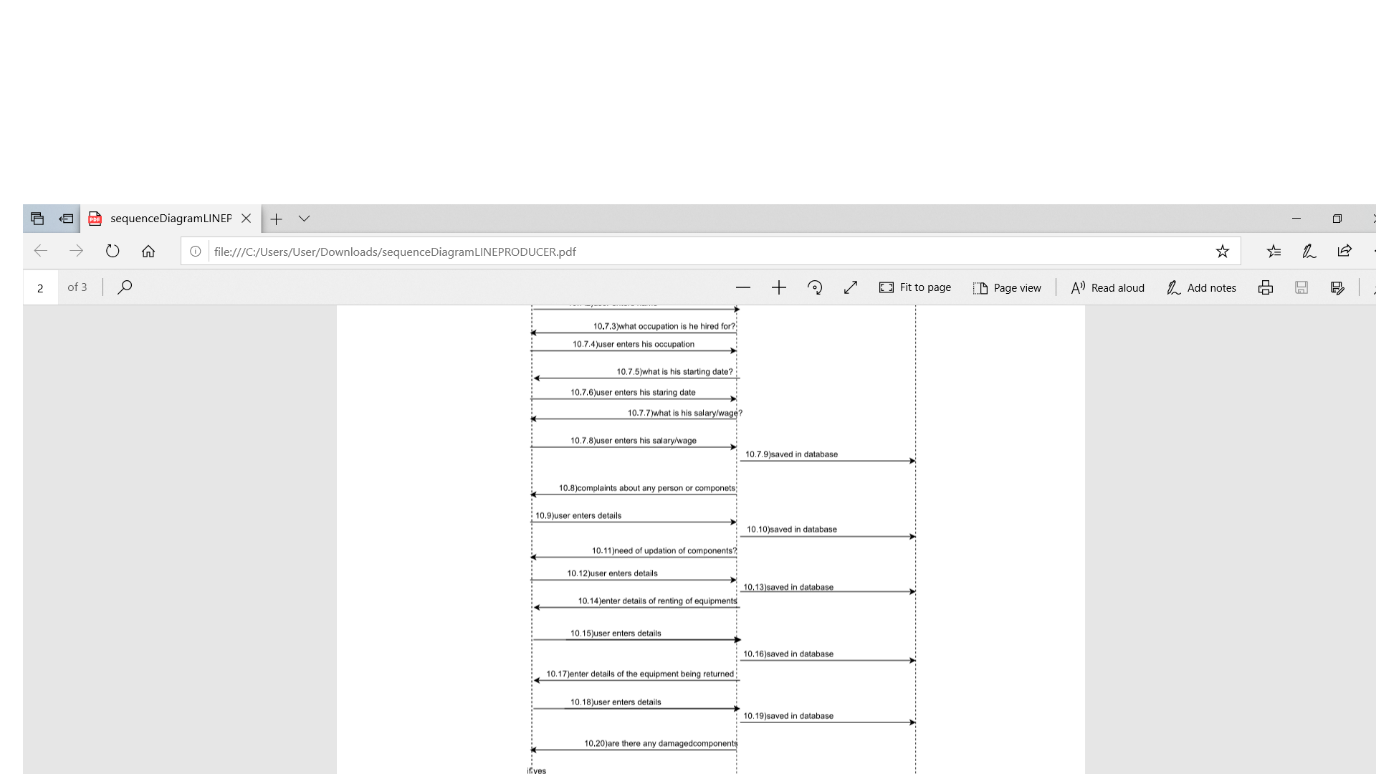 sequenceDiagramLINEP
file:///C:/Users/User/Downloads/sequenceDiagramLINEPRODUCER.pdf
2 of 3
Fit to page
Page view
Read aloud
Add notes
10.7.3)what occupation is he hired for?
10.7.4)user enters his occupation
10.7.5)what is his starting date?
10.7.6)user enters his staring date
10.7.7)what is his salary/wage?
10.7.8)user enters his salary/wage
10.7.9)saved in database
10.8)complaints about any person or componets
10.9)user enters details
10.10)saved in database
10.11)need of updation of components?
10.12)user enters details
10,13)saved in database
10.14)enter details of renting of equipments
10.15)user enters details
10,16)saved in database
10.17)enter details of the equipment being returned
10.18)user enters details
10.19)saved in database
10,20)are there any damagedcomponents
if yes